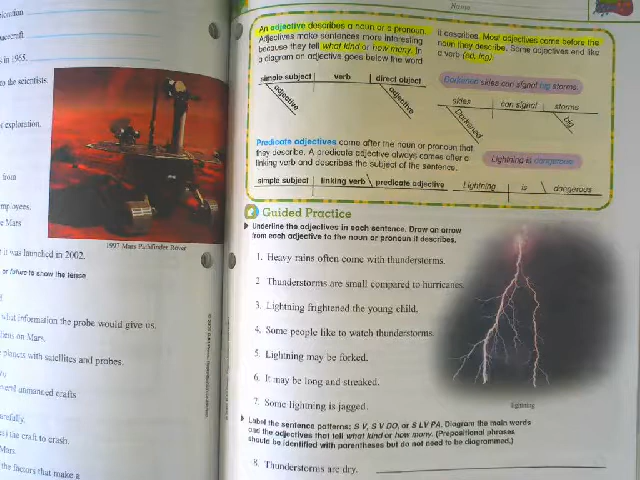 Name
in 1965.
to the scientists.
exploration.
from
employees.
Mars
it was launched in 2002.
or future to show the tense
what information the probe would give us.
on Mars.
planets with satellites and probes.
several unmanned crafts
carefully.
the craft to crash.
Mars.
the factors that make a
1997 Mars Pathfinder Rover
An adjective describes a noun or a pronoun.
Adjectives make sentences more interesting
because they tell what kind or how many. In
a diagram an adjective goes below the word
it describes. Most adjectives come before the
noun they describe. Some adjectives end like
a verb (ed, ing).
simple subject verb direct object
adjective adjective
Darkened skies can signal big storms.
skies can signal storms
Darkened big
Predicate adjectives come after the noun or pronoun that
they describe. A predicate adjective always comes after a
linking verb and describes the subject of the sentence.
Lightning is dangerous.
simple subject linking verb predicate adjective
Lightning is dangerous
Guided Practice
Underline the adjectives in each sentence. Draw an arrow
from each adjective to the noun or pronoun it describes.
1. Heavy rains often come with thunderstorms.
2. Thunderstorms are small compared to hurricanes.
3. Lightning frightened the young child.
4. Some people like to watch thunderstorms.
5. Lightning may be forked.
6. It may be long and streaked.
7. Some lightning is jagged.
lightning
Label the sentence patterns: S V, S V DO, or S LV PA. Diagram the main words
and the adjectives that tell what kind or how many. (Prepositional phrases
should be identified with parentheses but do not need to be diagrammed.)
8. Thunderstorms are dry.